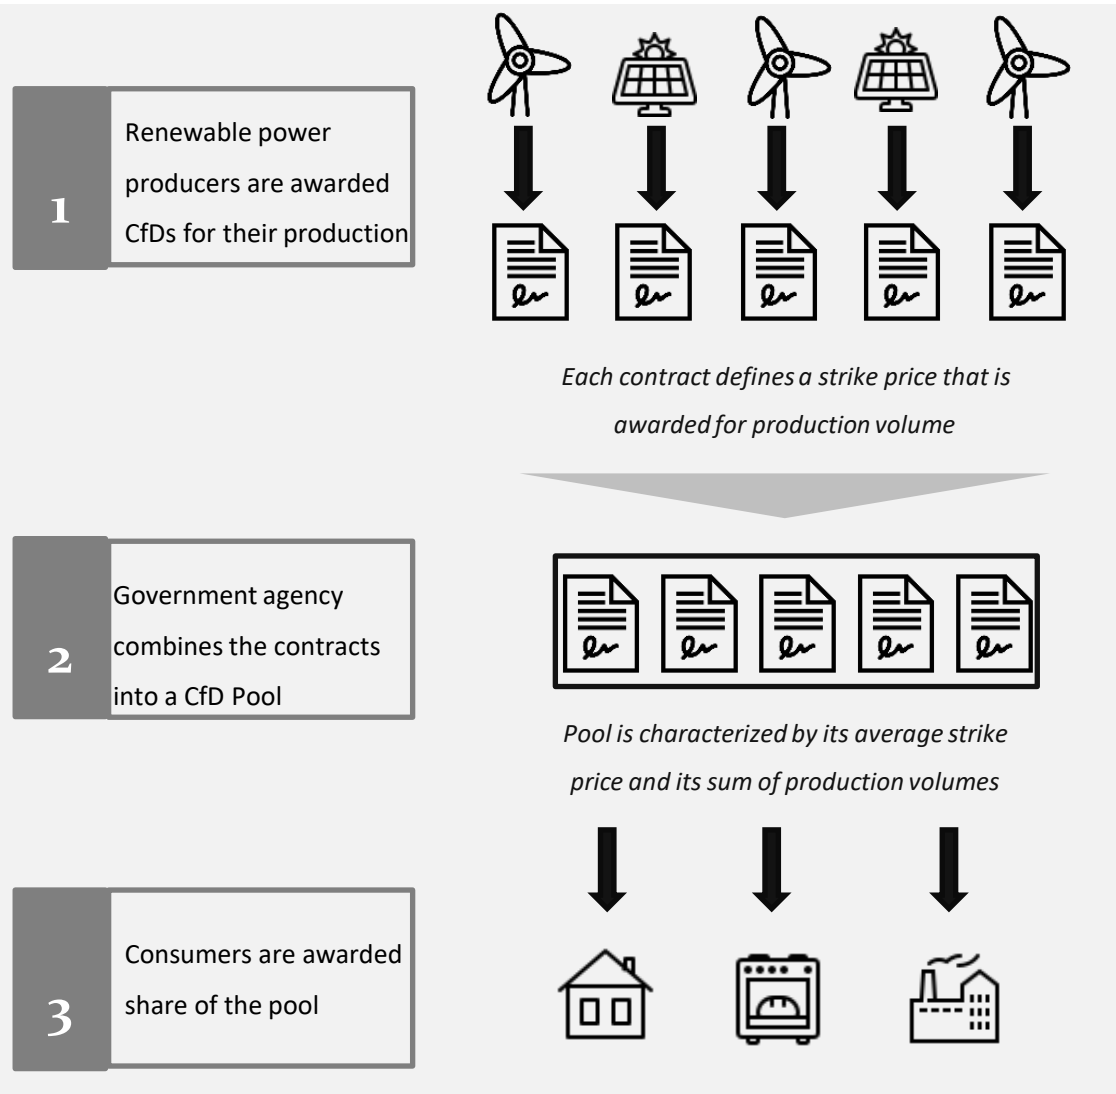 1
Renewable power
producers are awarded
CfDs for their production
Each contract defines a strike price that is
awarded for production volume
2
Government agency
combines the contracts
into a CfD Pool
Pool is characterized by its average strike
price and its sum of production volumes
3
Consumers are awarded
share of the pool